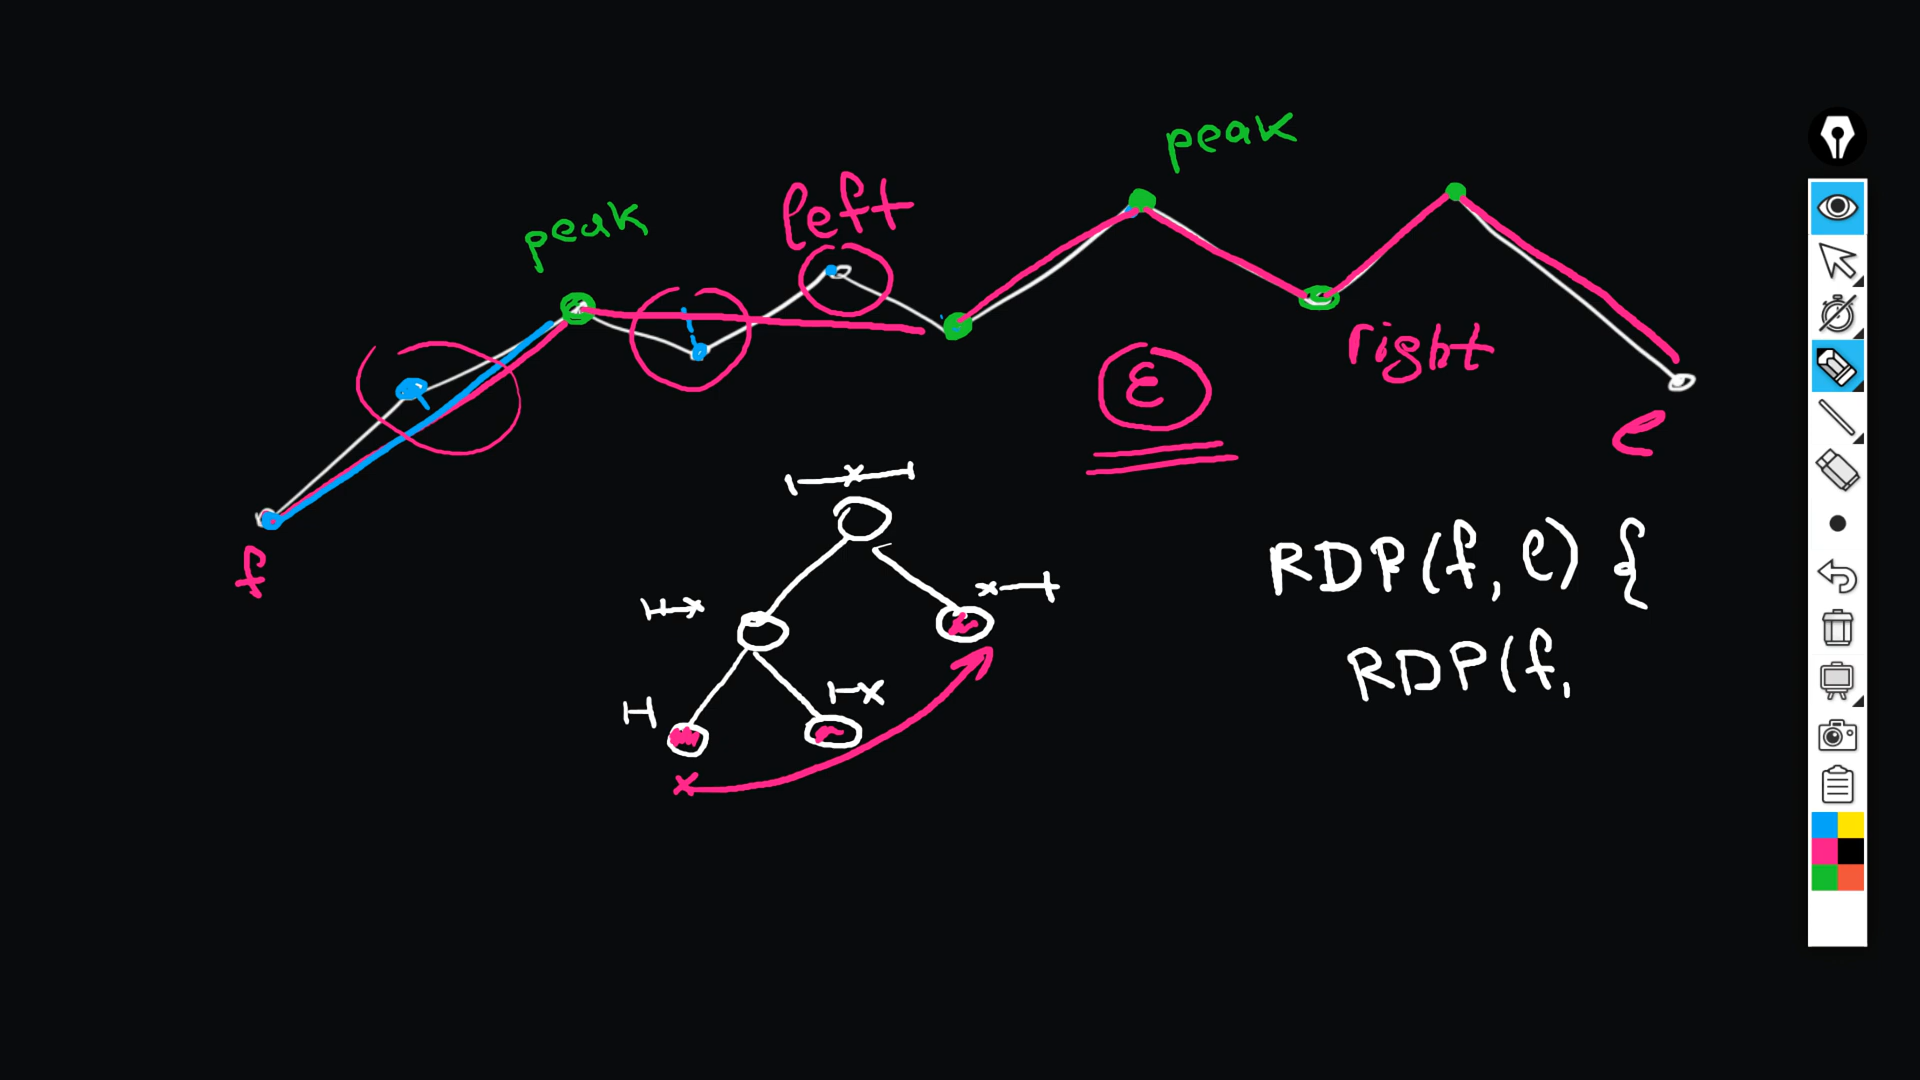 peak
peak
left
right
ε
e
f
RDP(f, e) {
RDP(f,